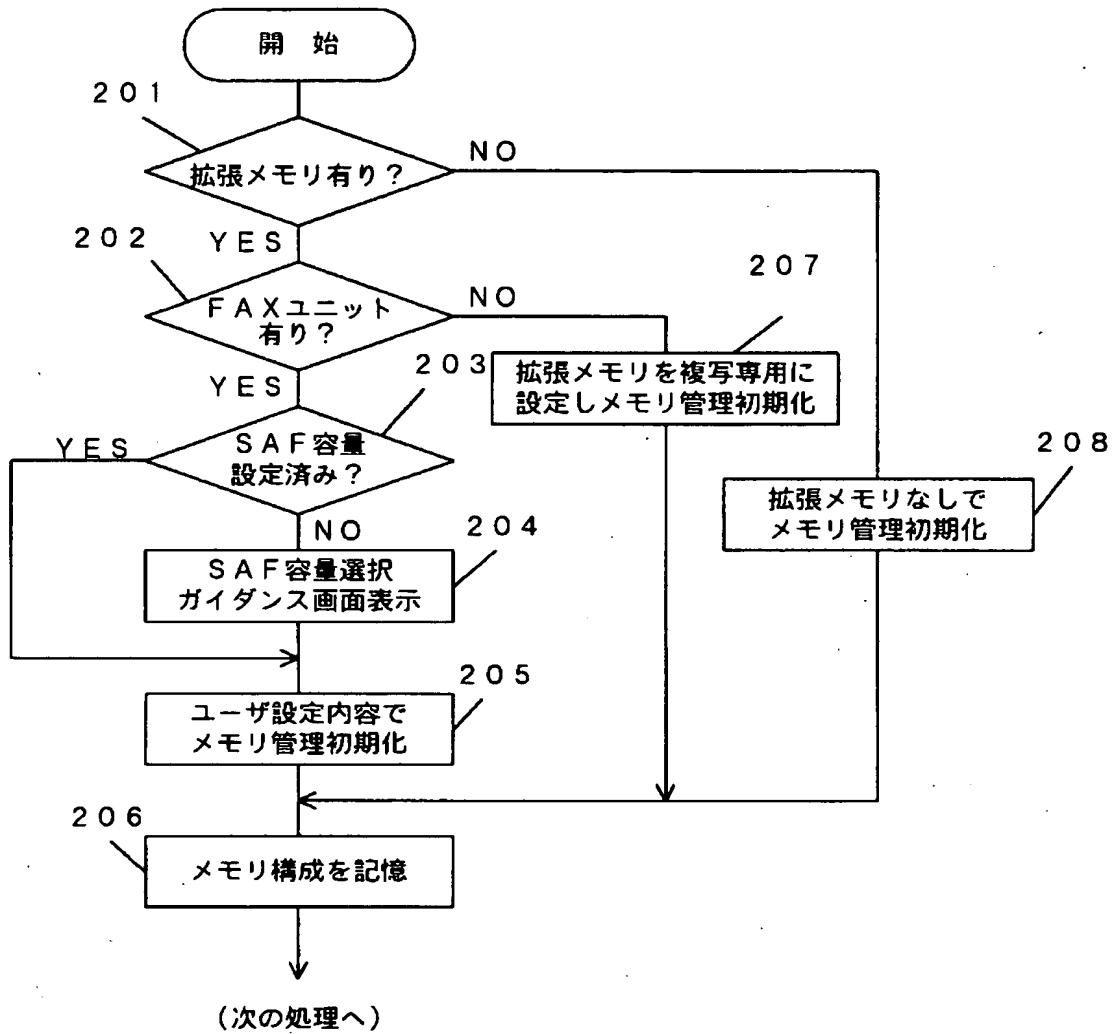 開 始
201
拡張メモリ有り?
NO
YES
202
FAXユニット
有り?
NO
207
YES
203
拡張メモリを複写専用に
設定しメモリ管理初期化
YES
SAF容量
設定済み?
208
NO
拡張メモリなしで
メモリ管理初期化
204
SAF容量選択
ガイダンス画面表示
205
ユーザ設定内容で
メモリ管理初期化
206
メモリ構成を記憶
(次の処理へ)